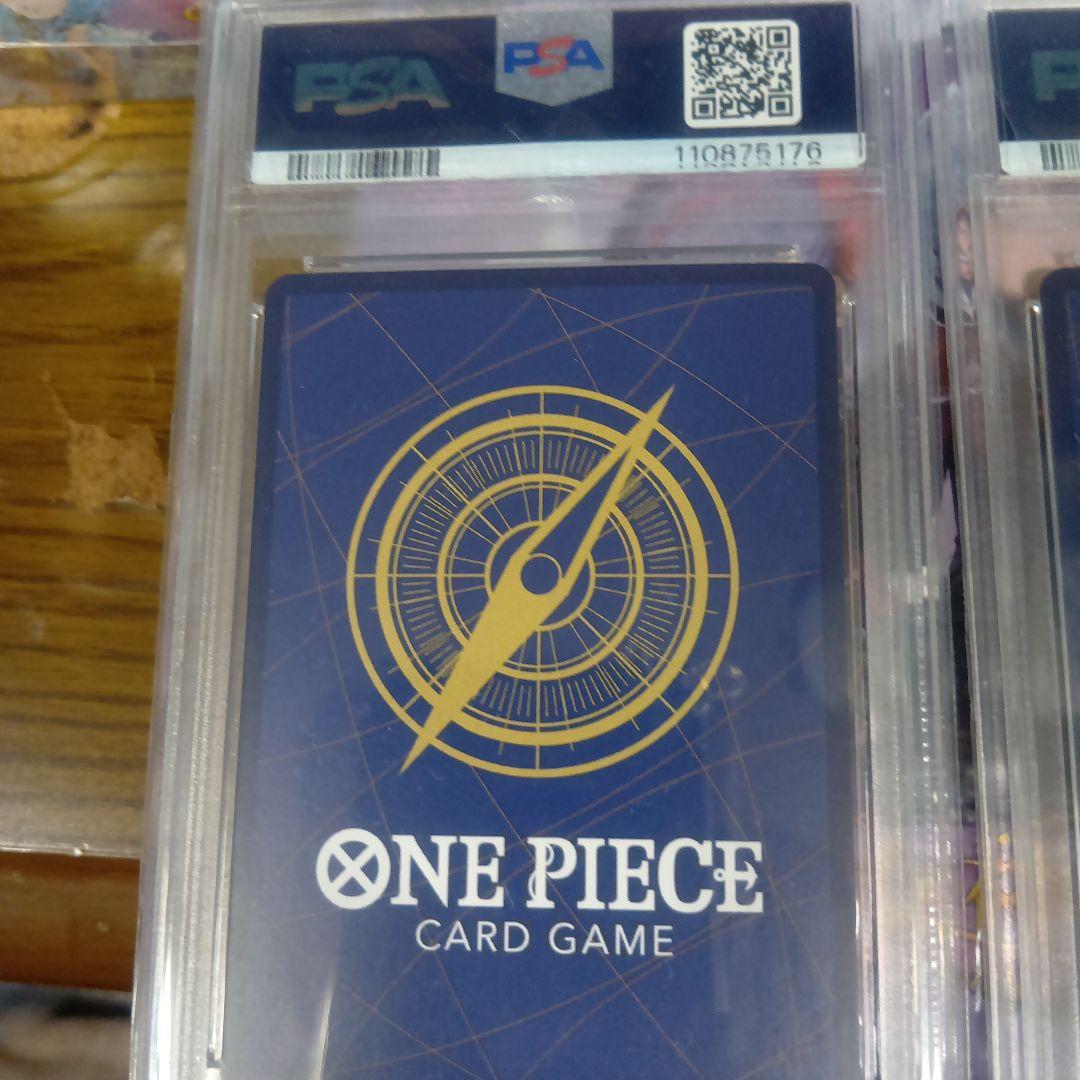 PSA
PSA
110875176
ONE PIECE
CARD GAME